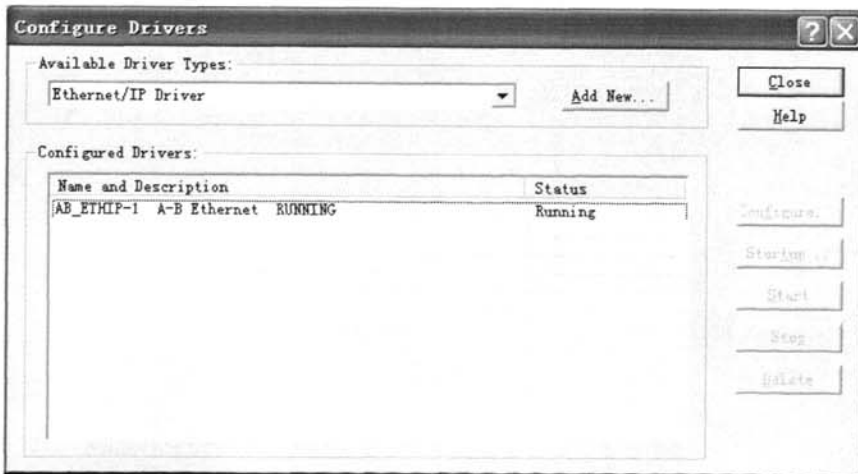 Configure Drivers
Available Driver Types:
Ethernet/IP Driver
Add New...
Close
Help
Configured Drivers:
Name and Description Status
AB_ETHIP-1 A-B Ethernet RUNNING Running
Configure.
Startup
Start
Stop
Delete